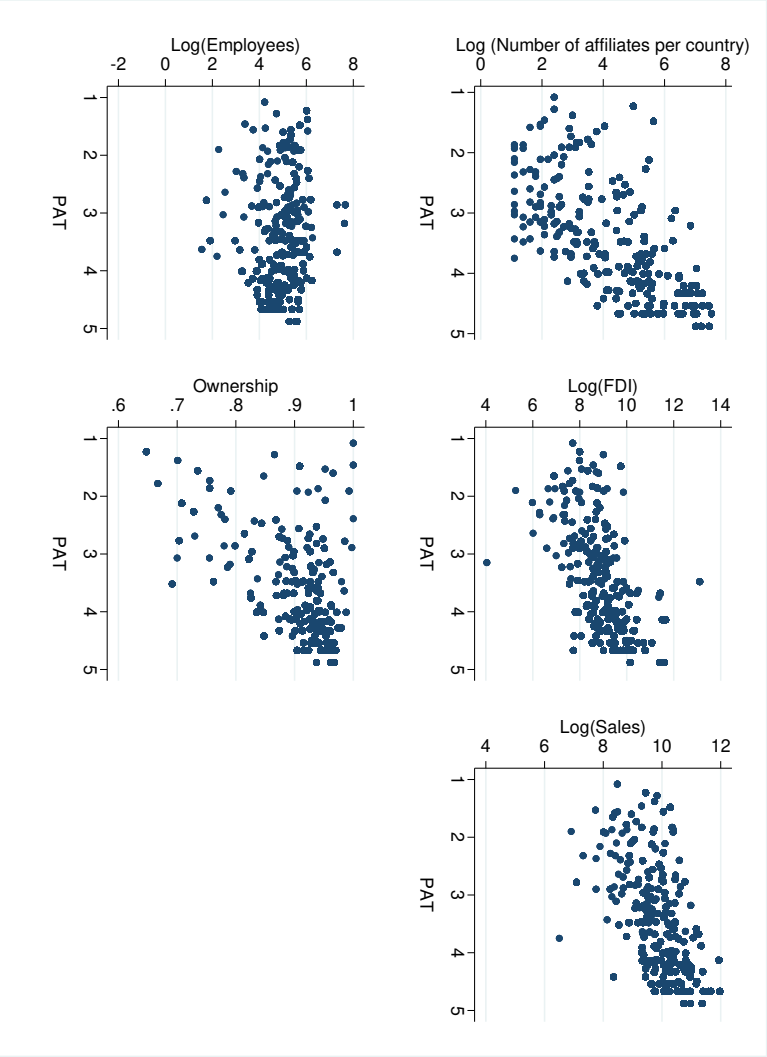 Log(Employees)
-2 0 2 4 6 8
1 2 3 4 5
PAT
Log (Number of affiliates per country)
0 2 4 6 8
1 2 3 4 5
PAT
Ownership
.6 .7 .8 .9 1
1 2 3 4 5
PAT
Log(FDI)
4 6 8 10 12 14
1 2 3 4 5
PAT
Log(Sales)
4 6 8 10 12
1 2 3 4 5
PAT